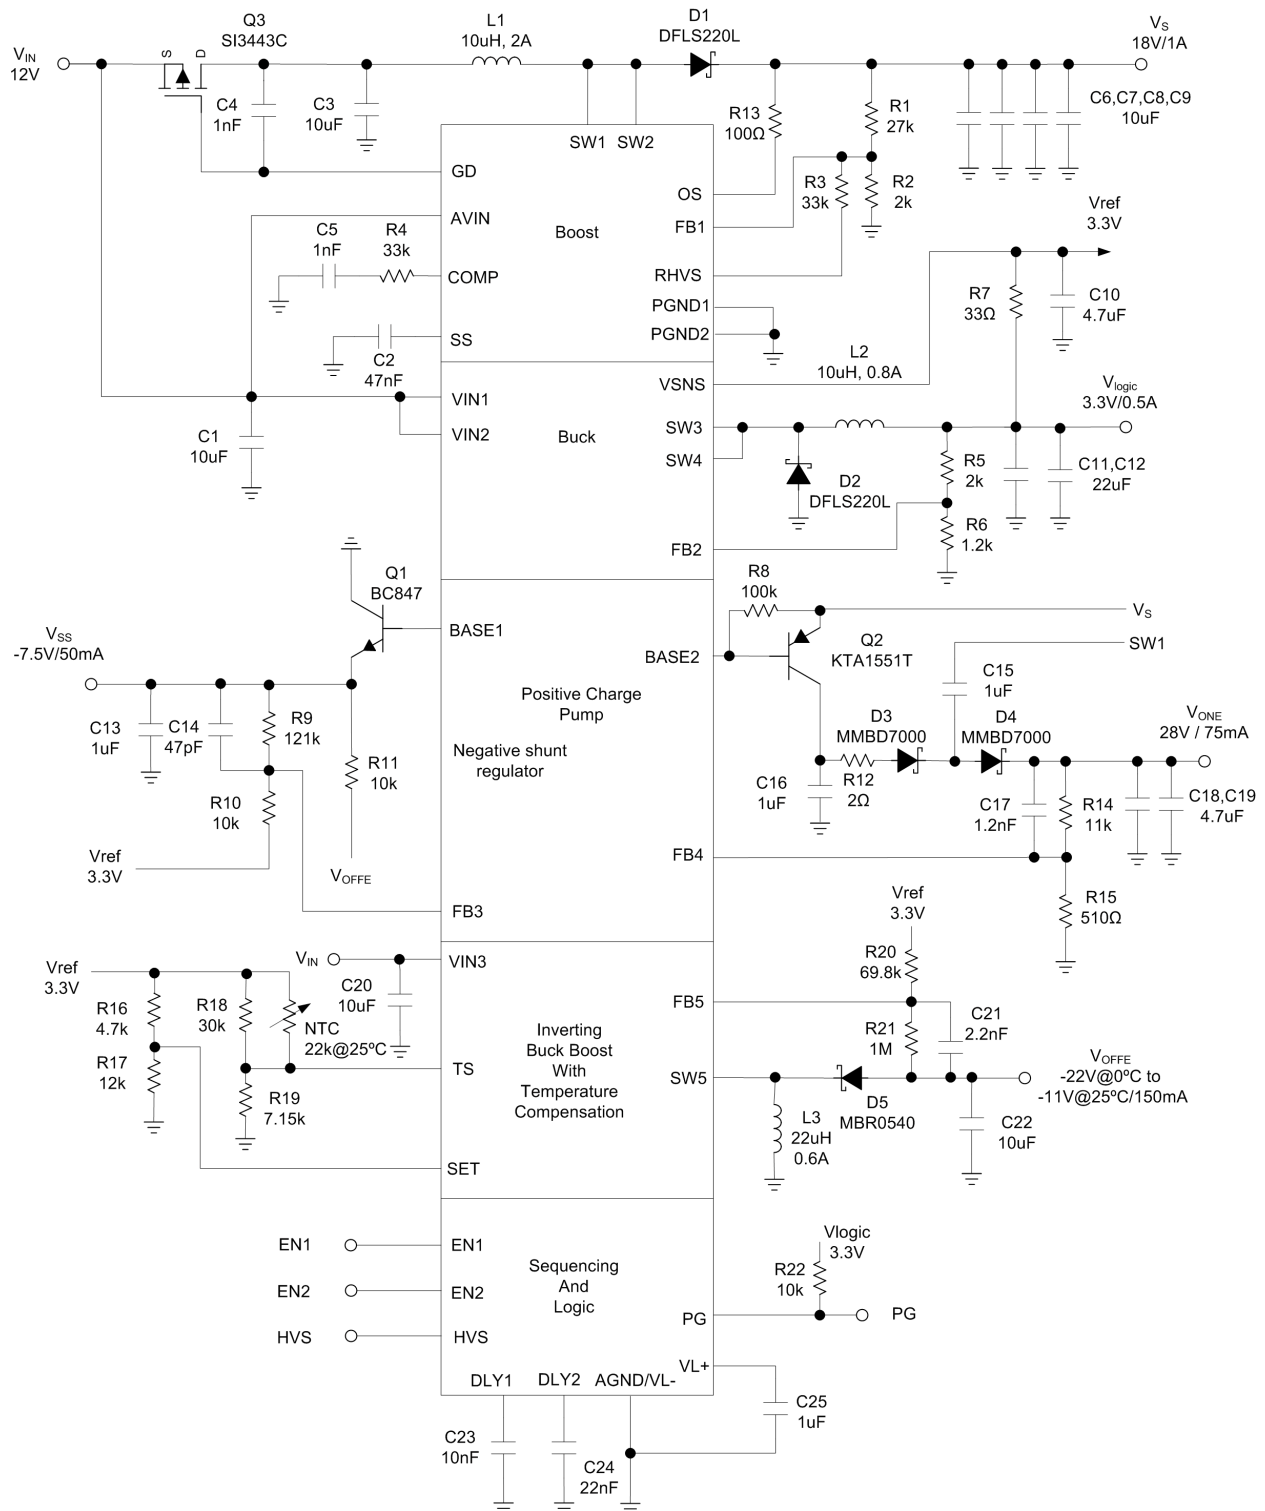 Q3
SI3443C
L1
10uH, 2A
D1
DFLS220L
V_S
18V/1A
V_IN
12V
S
D
C4
1nF
C3
10uF
R13
100Ω
R1
27k
C6,C7,C8,C9
10uF
SW1
SW2
GD
OS
R3
33k
R2
2k
Vref
3.3V
AVIN
C5
1nF
R4
33k
Boost
FB1
COMP
RHVS
R7
33Ω
C10
4.7uF
PGND1
PGND2
SS
C2
47nF
L2
10uH, 0.8A
VSNS
V_logic
3.3V/0.5A
VIN1
VIN2
Buck
SW3
SW4
C1
10uF
D2
DFLS220L
R5
2k
C11,C12
22uF
R6
1.2k
FB2
Q1
BC847
R8
100k
BASE1
V_S
V_SS
-7.5V/50mA
BASE2
Q2
KTA1551T
SW1
C15
1uF
Positive Charge
Pump
Negative shunt
regulator
C13
1uF
C14
47pF
R9
121k
R11
10k
R10
10k
D3
MMBD7000
D4
MMBD7000
V_ONE
28V / 75mA
C16
1uF
R12
2Ω
C17
1.2nF
R14
11k
C18,C19
4.7uF
Vref
3.3V
V_OFFE
FB4
FB3
Vref
3.3V
R15
510Ω
Vref
3.3V
V_IN
VIN3
C20
10uF
R20
69.8k
R16
4.7k
R18
30k
NTC
22k@25ºC
FB5
R21
1M
C21
2.2nF
Inverting
Buck Boost
With
Temperature
Compensation
R17
12k
TS
SW5
V_OFFE
-22V@0ºC to
-11V@25ºC/150mA
R19
7.15k
D5
MBR0540
L3
22uH
0.6A
C22
10uF
SET
EN1
EN1
EN2
EN2
HVS
HVS
Sequencing
And
Logic
Vlogic
3.3V
R22
10k
PG
PG
VL+
DLY1
DLY2
AGND/VL-
C25
1uF
C23
10nF
C24
22nF